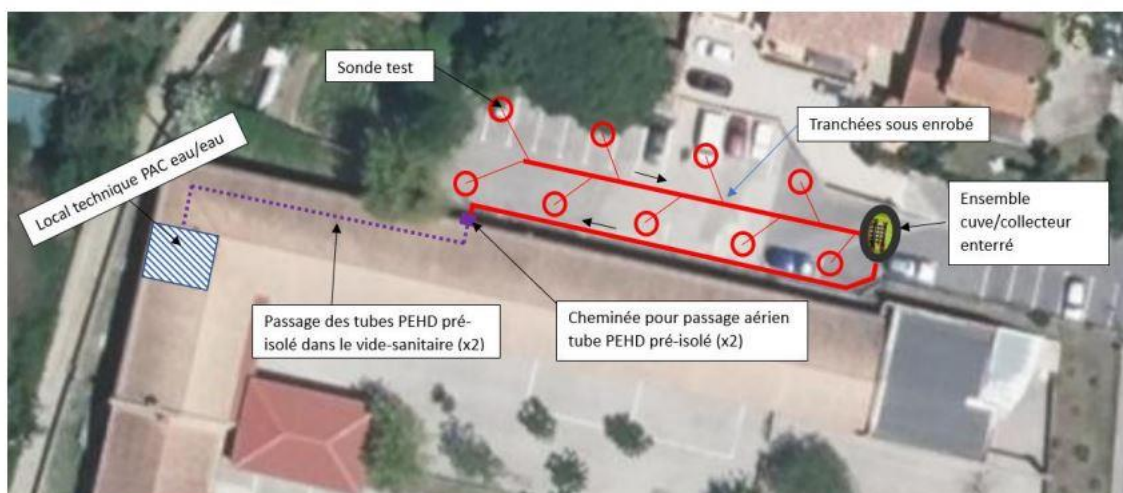 Sonde test
Tranchées sous enrobé
Local technique PAC eau/eau
Ensemble
cuve/collecteur
enterré
Passage des tubes PEHD pré-
isolé dans le vide-sanitaire (x2)
Cheminée pour passage aérien
tube PEHD pré-isolé (x2)